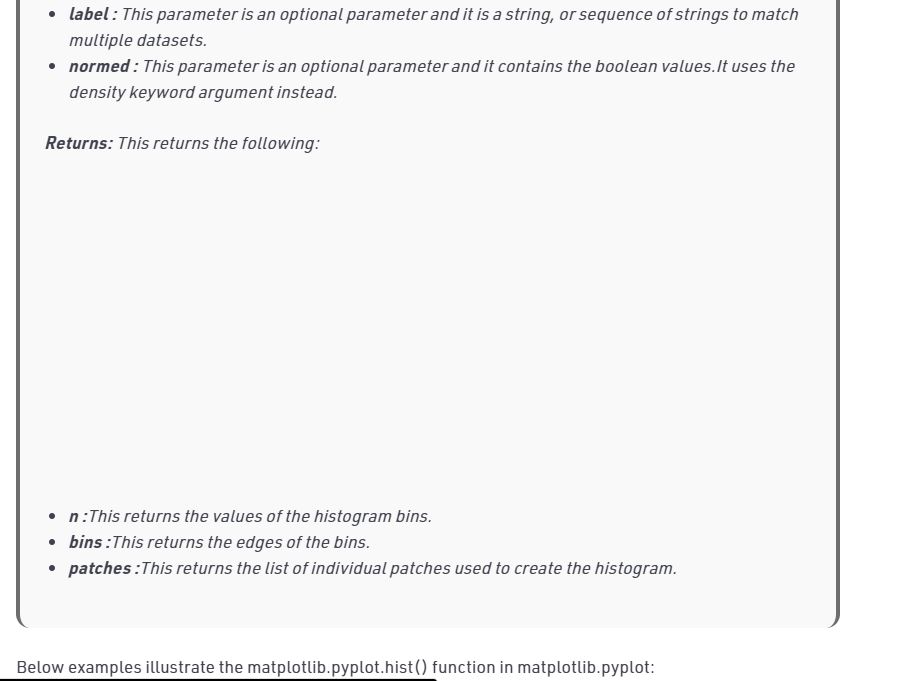 • label : This parameter is an optional parameter and it is a string, or sequence of strings to match
multiple datasets.
• normed : This parameter is an optional parameter and it contains the boolean values.It uses the
density keyword argument instead.
Returns: This returns the following:
• n :This returns the values of the histogram bins.
• bins :This returns the edges of the bins.
• patches :This returns the list of individual patches used to create the histogram.
Below examples illustrate the matplotlib.pyplot.hist() function in matplotlib.pyplot: